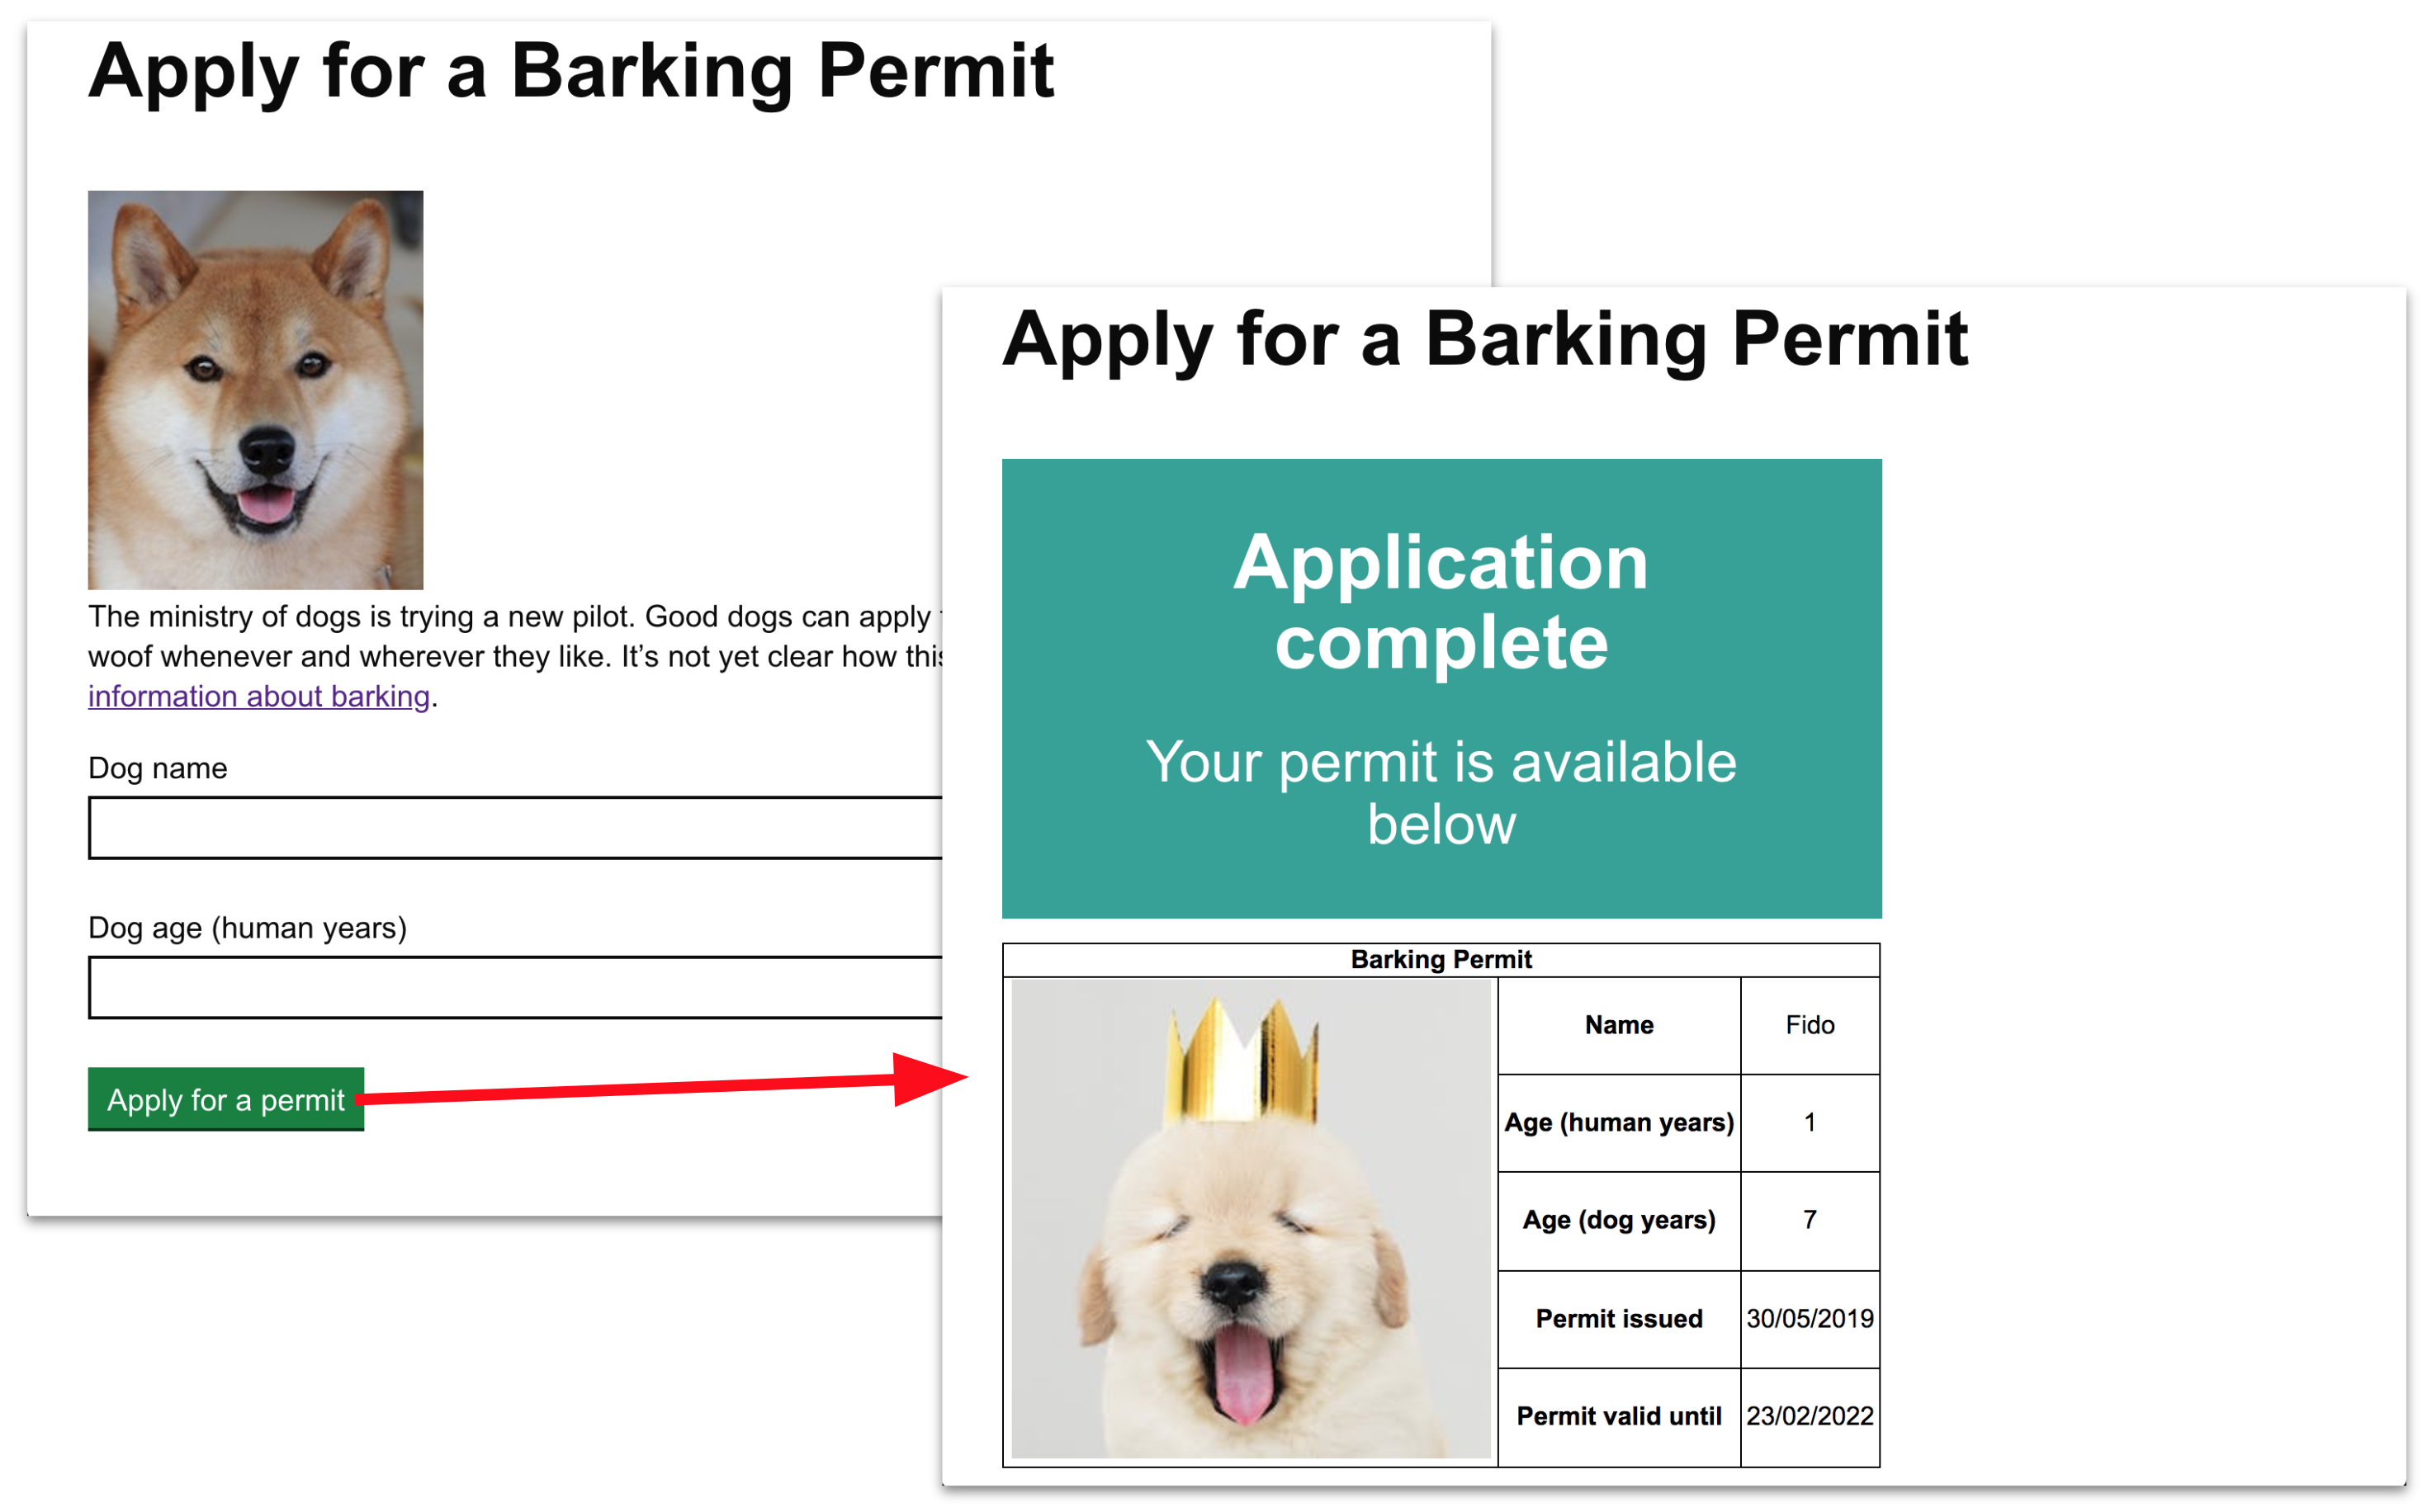 Apply for a Barking Permit
The ministry of dogs is trying a new pilot. Good dogs can apply
woof whenever and wherever they like. It’s not yet clear how this
information about barking.
Dog name
Dog age (human years)
Apply for a permit
Apply for a Barking Permit
Application
complete
Your permit is available
below
Barking Permit
Name Fido
Age (human years) 1
Age (dog years) 7
Permit issued 30/05/2019
Permit valid until 23/02/2022